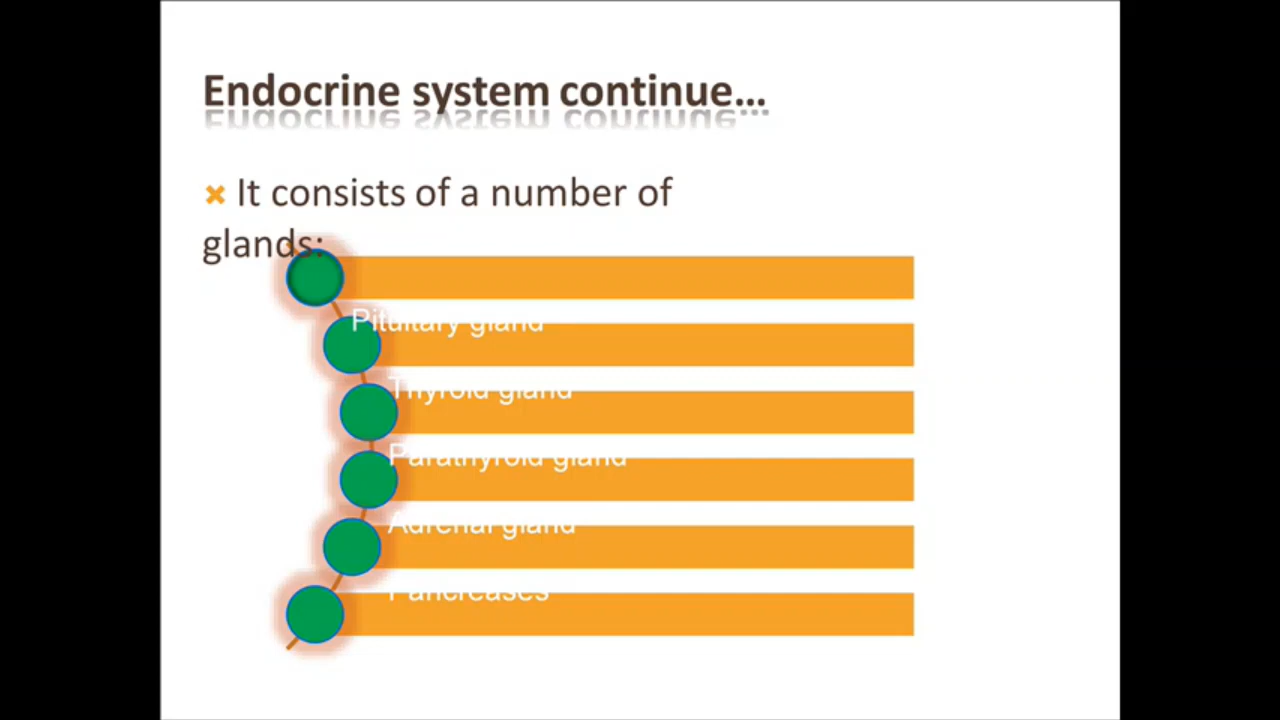 Endocrine system continue...
It consists of a number of
glands:
Pituitary gland
Thyroid gland
Parathyroid gland
Adrenal gland
Pancreases